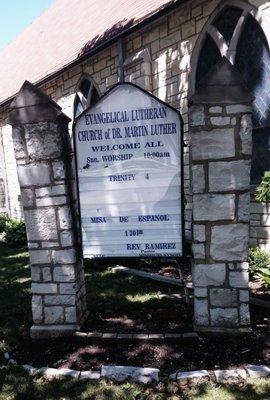 EVANGELICAL LUTHERAN
CHURCH of DR. MARTIN LUTHER
WELCOME ALL
Sun. WORSHIP 10:00am
TRINITY 4
MISA DE ESPANOL
1:30PM
REV RAMIREZ
Pastor